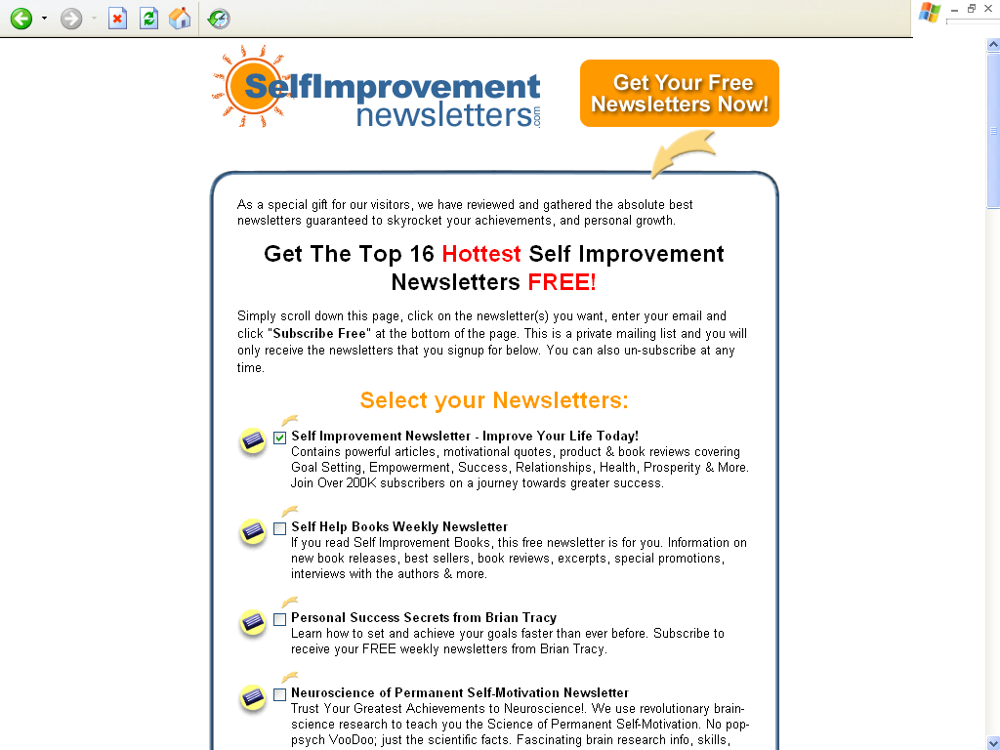 SelfImprovement
newsletters.com
Get Your Free
Newsletters Now!
As a special gift for our visitors, we have reviewed and gathered the absolute best
newsletters guaranteed to skyrocket your achievements, and personal growth.
Get The Top 16 Hottest Self Improvement
Newsletters FREE!
Simply scroll down this page, click on the newsletter(s) you want, enter your email and
click "Subscribe Free" at the bottom of the page. This is a private mailing list and you will
only receive the newsletters that you signup for below. You can also un-subscribe at any
time.
Select your Newsletters:
Self Improvement Newsletter - Improve Your Life Today!
Contains powerful articles, motivational quotes, product & book reviews covering
Goal Setting, Empowerment, Success, Relationships, Health, Prosperity & More.
Join Over 200K subscribers on a journey towards greater success.
Self Help Books Weekly Newsletter
If you read Self Improvement Books, this free newsletter is for you. Information on
new book releases, best sellers, book reviews, excerpts, special promotions,
interviews with the authors & more.
Personal Success Secrets from Brian Tracy
Learn how to set and achieve your goals faster than ever before. Subscribe to
receive your FREE weekly newsletters from Brian Tracy.
Neuroscience of Permanent Self-Motivation Newsletter
Trust Your Greatest Achievements to Neuroscience!. We use revolutionary brain-
science research to teach you the Science of Permanent Self-Motivation. No pop-
psych VooDoo; just the scientific facts. Fascinating brain research info, skills,